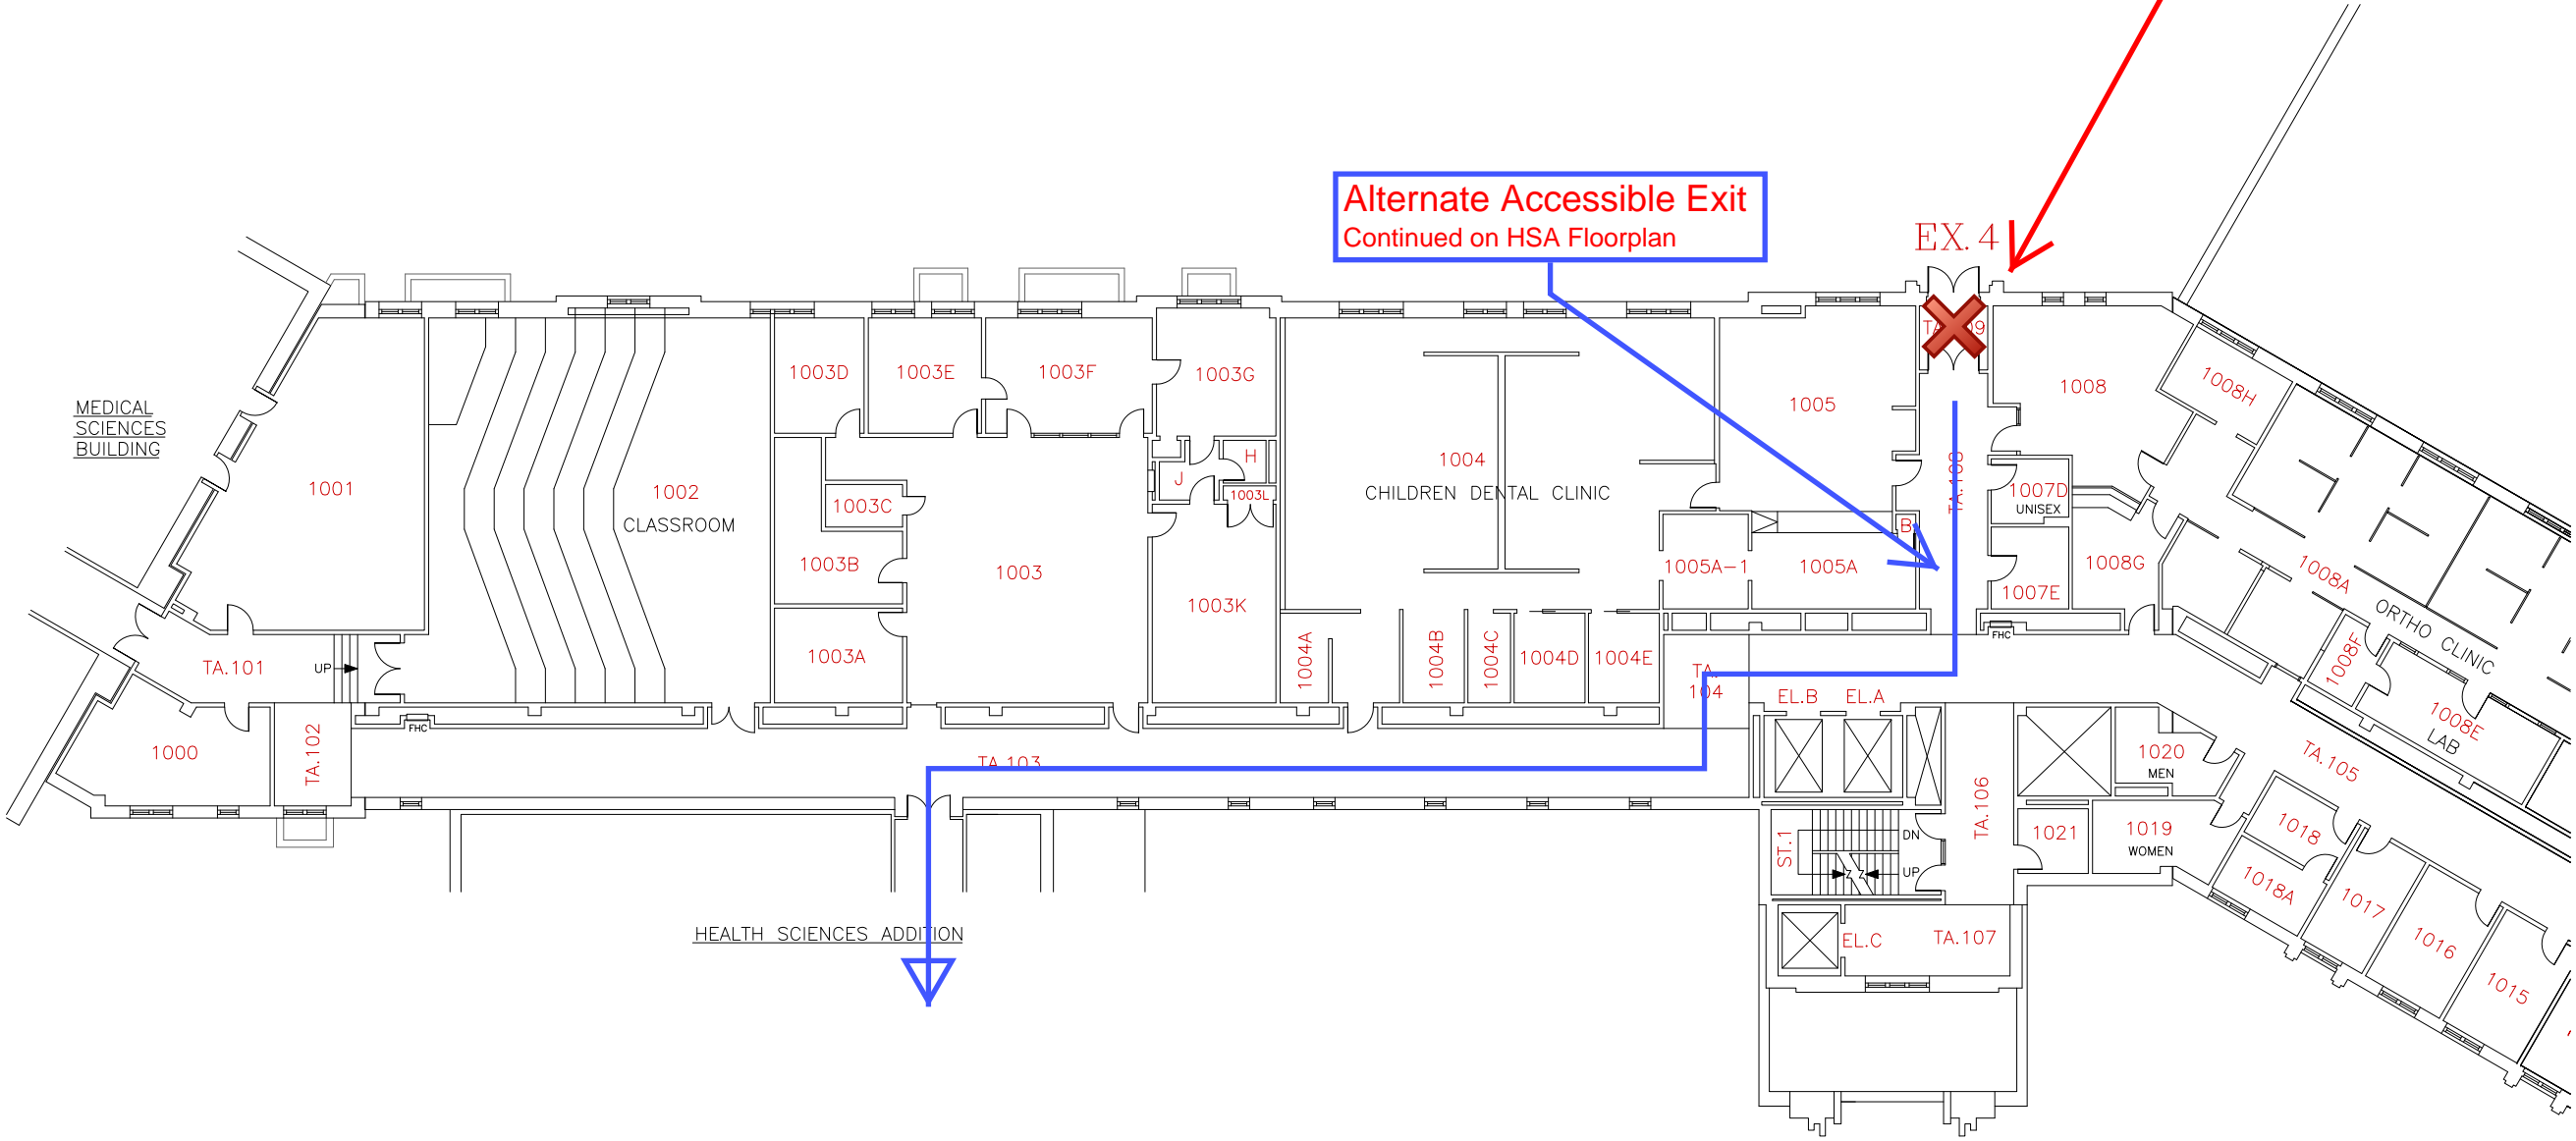 Alternate Accessible Exit
Continued on HSA Floorplan
EX. 4
MEDICAL
SCIENCES
BUILDING
1001
1002
CLASSROOM
1003D
1003E
1003F
1003G
1003C
1003B
1003A
1003
J
H
1003L
1003K
1004
CHILDREN DENTAL CLINIC
1004A
1004B
1004C
1004D
1004E
1005
B
1005A-1
1005A
TA.108
1008
1008H
1007D
UNISEX
1007E
1008G
1008A
ORTHO CLINIC
1008F
1008E
LAB
FHC
TA.101
UP
1000
TA.102
FHC
TA.103
TA.
104
EL.B
EL.A
TA.106
1020
MEN
TA.105
1021
1019
WOMEN
1018
1018A
1017
1016
1015
ST.1
DN
UP
EL.C
TA.107
HEALTH SCIENCES ADDITION